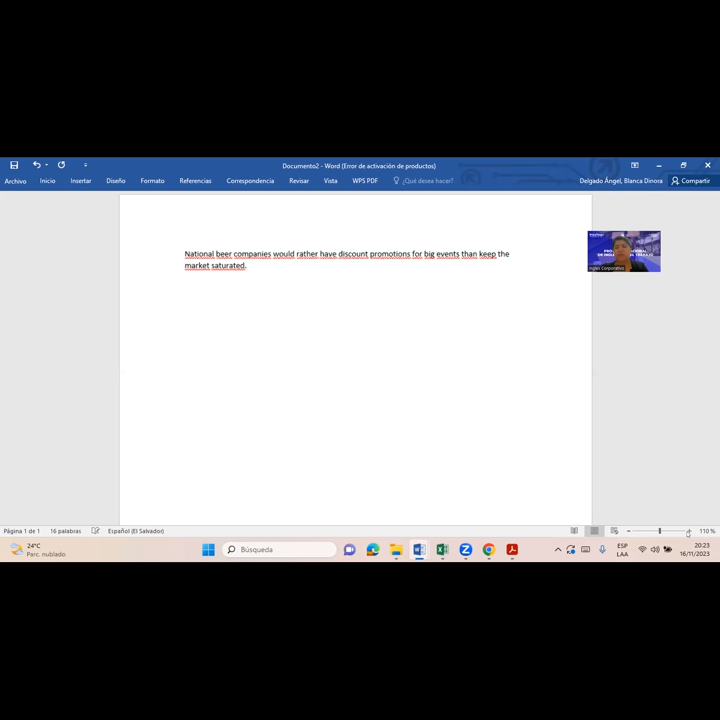 Documento2 - Word (Error de activación de productos)
Archivo Inicio Insertar Diseño Formato Referencias Correspondencia Revisar Vista WPS PDF ¿Qué desea hacer? Delgado Ángel, Blanca Dinora Compartir
National beer companies would rather have discount promotions for big events than keep the
market saturated.
Ingles Corporativo
Página 1 de 1 16 palabras Español (El Salvador) 110 %
24°C
Parc. nublado
Búsqueda
ESP
LAA
20:23
16/11/2023